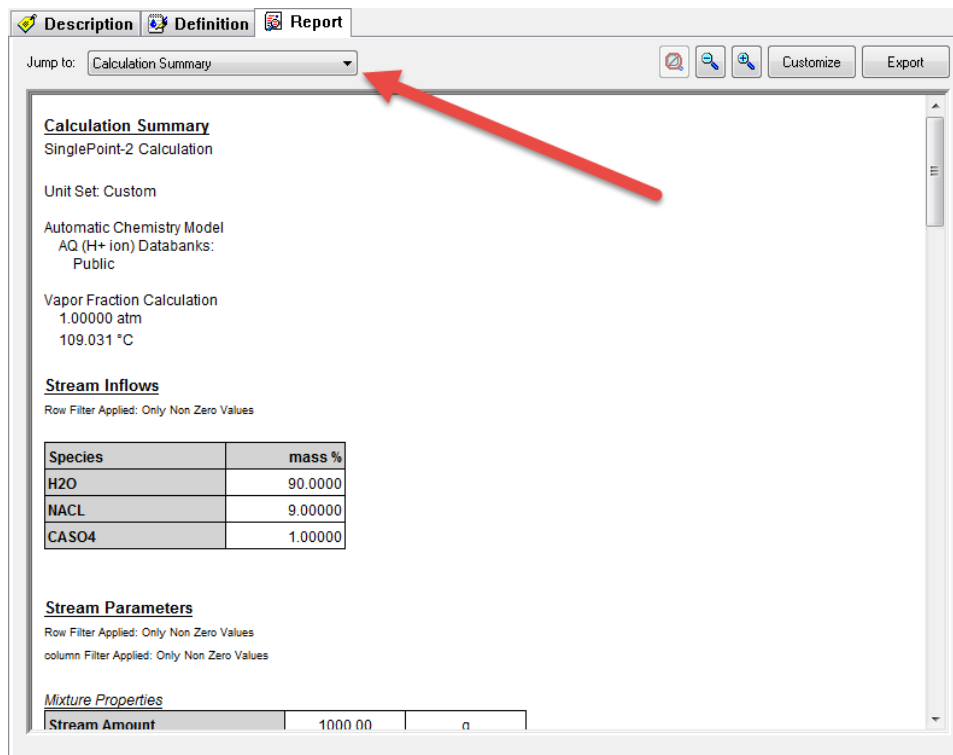 Description Definition Report
Jump to: Calculation Summary Customize Export
Calculation Summary
SinglePoint-2 Calculation
Unit Set: Custom
Automatic Chemistry Model
AQ (H+ ion) Databanks:
Public
Vapor Fraction Calculation
1.00000 atm
109.031 °C
Stream Inflows
Row Filter Applied: Only Non Zero Values
Species mass %
H2O 90.0000
NACL 9.00000
CASO4 1.00000
Stream Parameters
Row Filter Applied: Only Non Zero Values
column Filter Applied: Only Non Zero Values
Mixture Properties
Stream Amount 1000.00 g